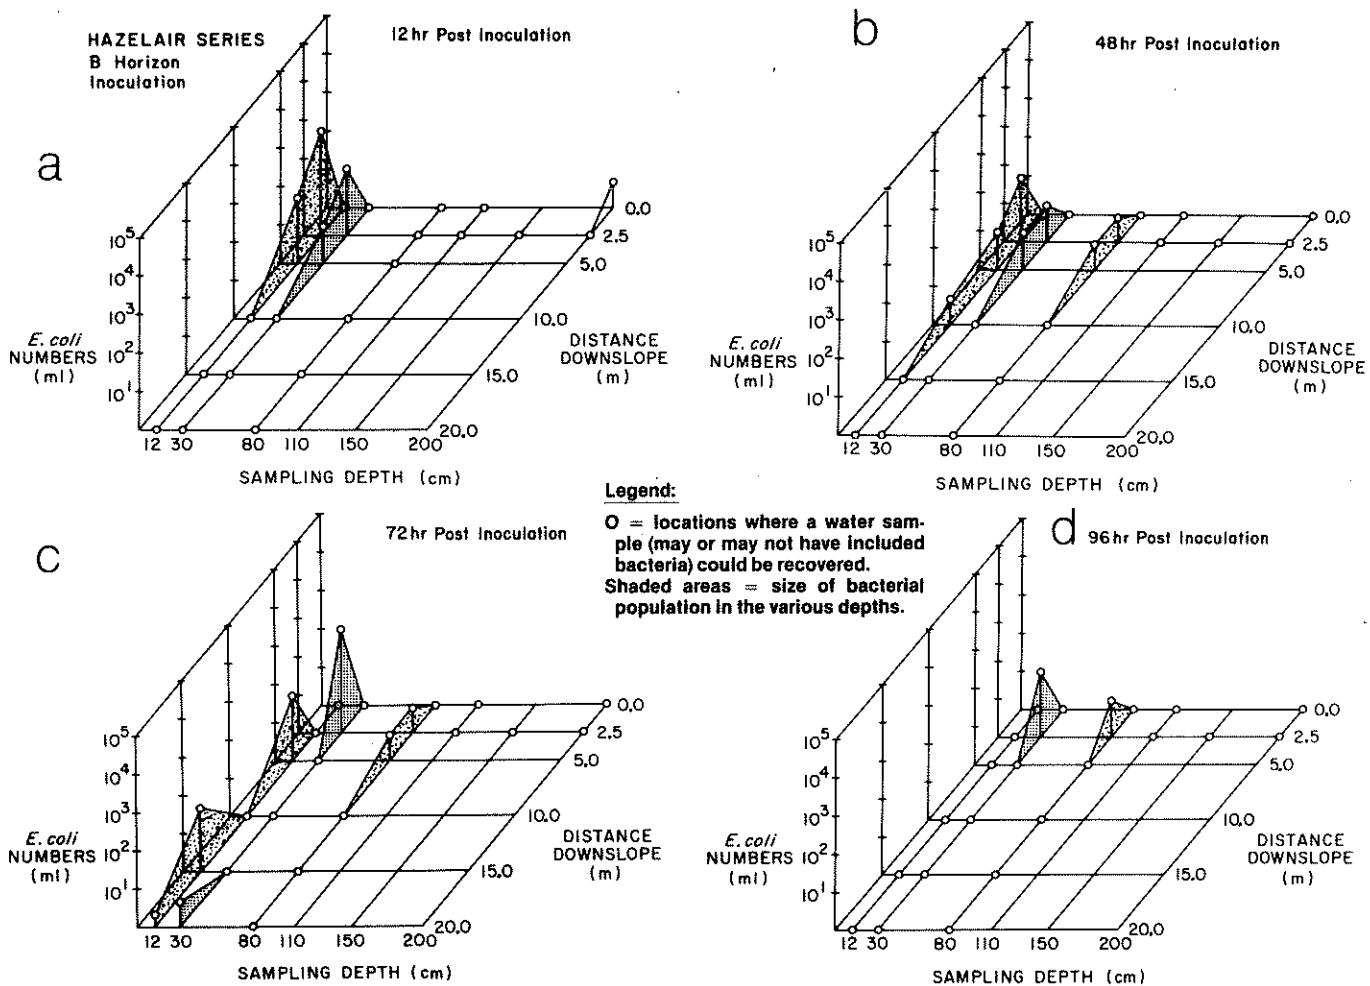 HAZELAIR SERIES
B Horizon
Inoculation
12hr Post Inoculation
a
10^5
10^4
10^3
10^2
10^1
E. coli
NUMBERS
(ml)
0.0
2.5
5.0
10.0
15.0
20.0
DISTANCE
DOWNSLOPE
(m)
12 30 80 110 150 200
SAMPLING DEPTH (cm)
b
48hr Post Inoculation
10^5
10^4
10^3
10^2
10^1
E. coli
NUMBERS
(ml)
0.0
2.5
5.0
10.0
15.0
20.0
DISTANCE
DOWNSLOPE
(m)
12 30 80 110 150 200
SAMPLING DEPTH (cm)
Legend:
O = locations where a water sam-
ple (may or may not have included
bacteria) could be recovered.
Shaded areas = size of bacterial
population in the various depths.
c
72hr Post Inoculation
10^5
10^4
10^3
10^2
10^1
E. coli
NUMBERS
(ml)
0.0
2.5
5.0
10.0
15.0
20.0
DISTANCE
DOWNSLOPE
(m)
12 30 80 110 150 200
SAMPLING DEPTH (cm)
d
96hr Post Inoculation
10^5
10^4
10^3
10^2
10^1
E. coli
NUMBERS
(ml)
0.0
2.5
5.0
10.0
15.0
20.0
DISTANCE
DOWNSLOPE
(m)
12 30 80 110 150 200
SAMPLING DEPTH (cm)